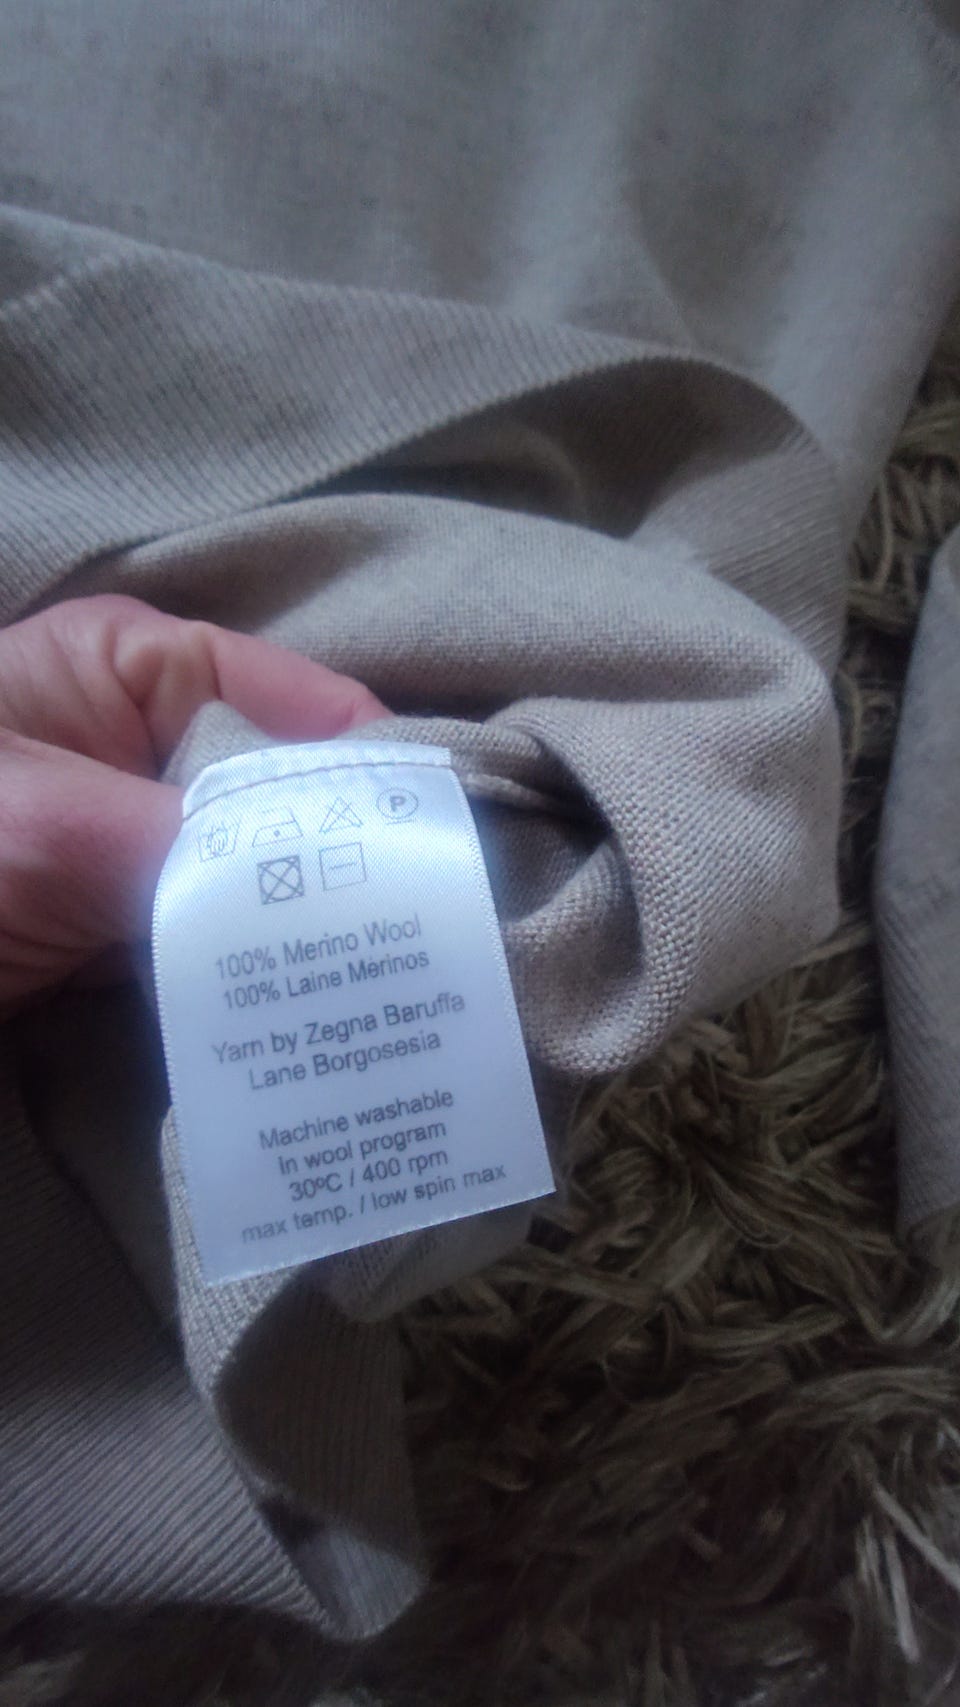 P
100% Merino Wool
100% Laine Merinos
Yarn by Zegna Baruffa
Lane Borgosesia
Machine washable
In wool program
30ºC / 400 rpm
max temp. / low spin max